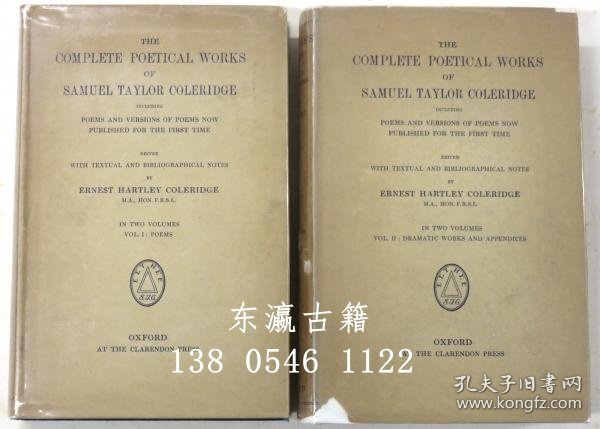 THE
COMPLETE POETICAL WORKS
OF
SAMUEL TAYLOR COLERIDGE
INCLUDING
POEMS AND VERSIONS OF POEMS NOW
PUBLISHED FOR THE FIRST TIME
EDITED
WITH TEXTUAL AND BIBLIOGRAPHICAL NOTES
BY
ERNEST HARTLEY COLERIDGE
M.A., HON. F.R.S.L.
IN TWO VOLUMES
VOL. I: POEMS
S.T.C.
OXFORD
AT THE CLARENDON PRESS
THE
COMPLETE POETICAL WORKS
OF
SAMUEL TAYLOR COLERIDGE
INCLUDING
POEMS AND VERSIONS OF POEMS NOW
PUBLISHED FOR THE FIRST TIME
EDITED
WITH TEXTUAL AND BIBLIOGRAPHICAL NOTES
BY
ERNEST HARTLEY COLERIDGE
M.A., HON. F.R.S.L.
IN TWO VOLUMES
VOL. II: DRAMATIC WORKS AND APPENDICES
S.T.C.
OXFORD
AT THE CLARENDON PRESS
东瀛古籍
138 0546 1122
孔夫子旧书网
www.kongfz.com